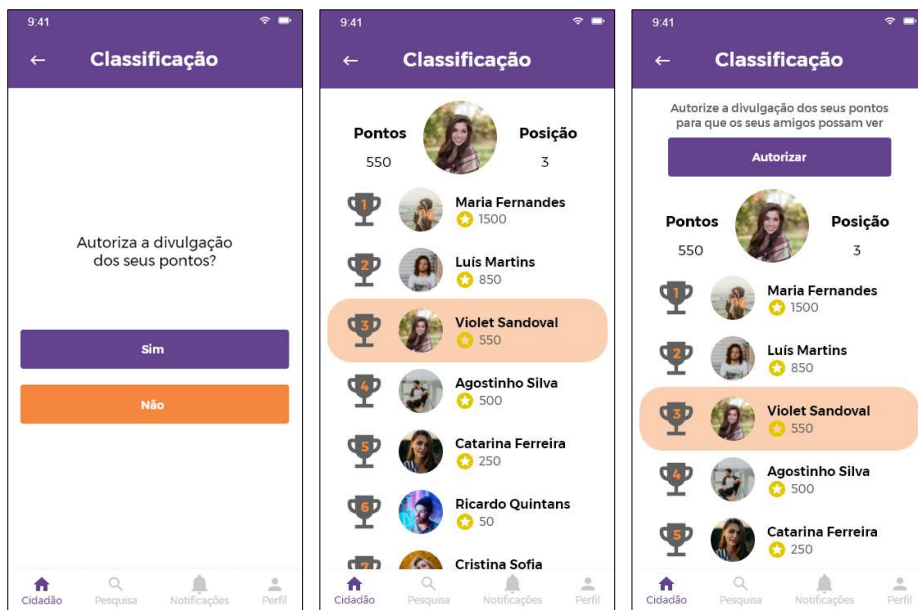 9:41
Classificação
Autoriza a divulgação
dos seus pontos?
Sim
Não
Cidadão Pesquisa Notificações Perfil
9:41
Classificação
Pontos Posição
550 3
1 Maria Fernandes
1500
2 Luís Martins
850
3 Violet Sandoval
550
4 Agostinho Silva
500
5 Catarina Ferreira
250
6 Ricardo Quintans
50
7 Cristina Sofia
Cidadão Pesquisa Notificações Perfil
9:41
Classificação
Autorize a divulgação dos seus pontos
para que os seus amigos possam ver
Autorizar
Pontos Posição
550 3
1 Maria Fernandes
1500
2 Luís Martins
850
3 Violet Sandoval
550
4 Agostinho Silva
500
5 Catarina Ferreira
250
Cidadão Pesquisa Notificações Perfil